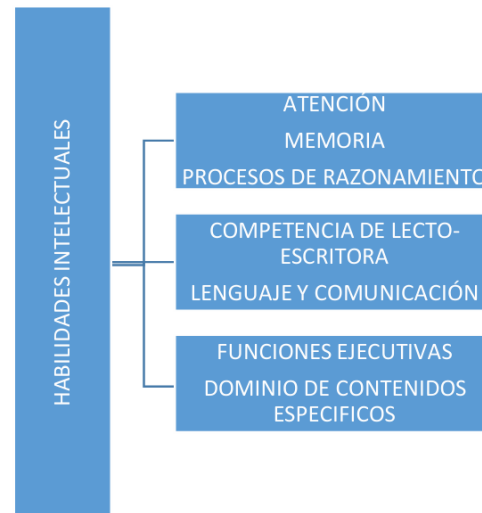 HABILIDADES INTELECTUALES
ATENCIÓN
MEMORIA
PROCESOS DE RAZONAMIENTO
COMPETENCIA DE LECTO-
ESCRITORA
LENGUAJE Y COMUNICACIÓN
FUNCIONES EJECUTIVAS
DOMINIO DE CONTENIDOS
ESPECIFICOS